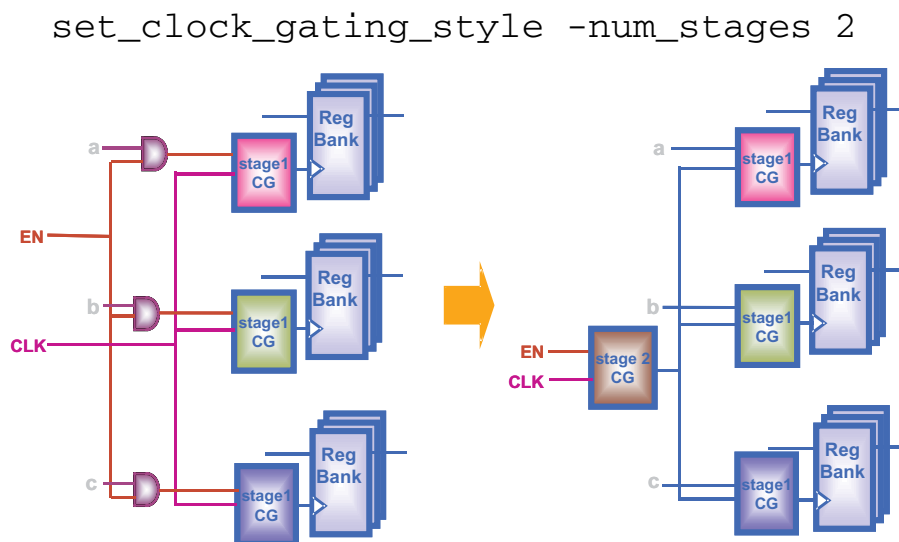 set_clock_gating_style -num_stages 2
Reg
Bank
a
stage1
CG
EN
Reg
Bank
b
stage1
CG
CLK
Reg
Bank
c
stage1
CG
Reg
Bank
a
stage1
CG
Reg
Bank
b
stage1
CG
EN
stage 2
CG
CLK
Reg
Bank
c
stage1
CG